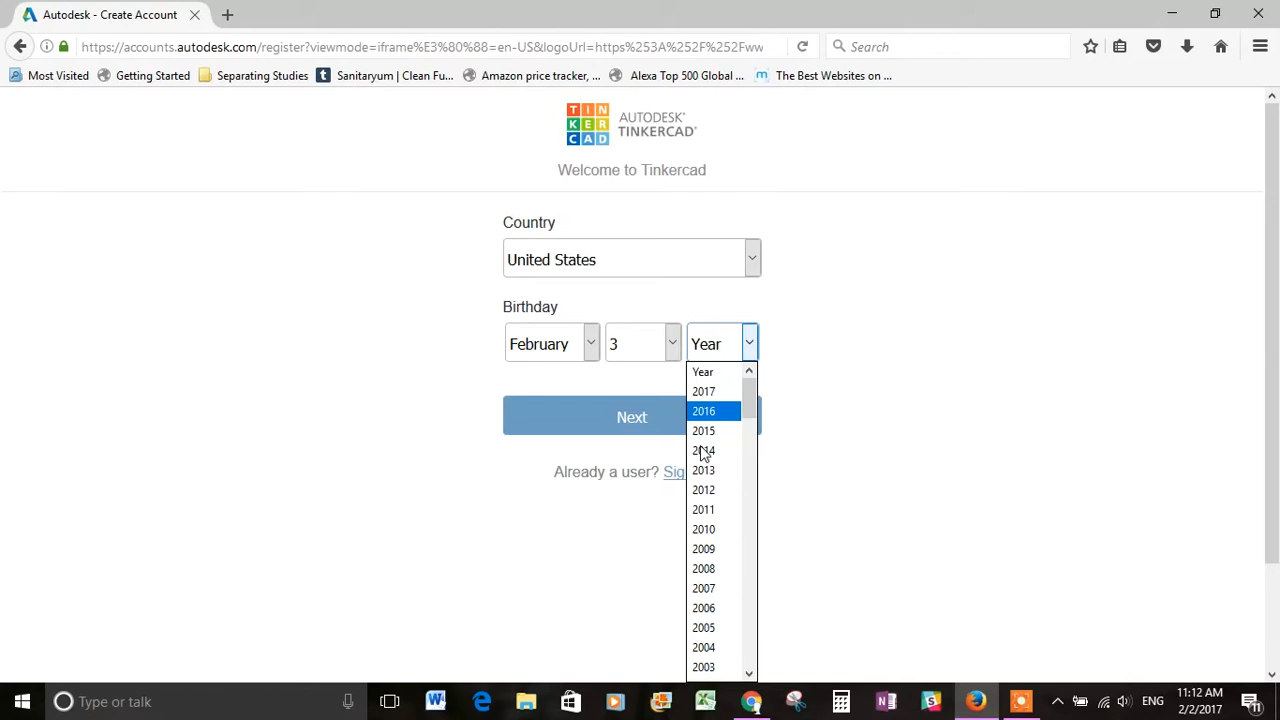 Autodesk - Create Account
https://accounts.autodesk.com/register?viewmode=iframe%E3%80%88=en-US&logoUrl=https%253A%252F%252Fww
Search
Most Visited
Getting Started
Separating Studies
Sanitaryum | Clean Fu...
Amazon price tracker, ...
Alexa Top 500 Global ...
The Best Websites on ...
TIN
KER
CAD
AUTODESK®
TINKERCAD®
Welcome to Tinkercad
Country
United States
Birthday
February 3 Year
Year
2017
2016
2015
2014
2013
2012
2011
2010
2009
2008
2007
2006
2005
2004
2003
Next
Already a user? Sig
Type or talk
ENG
11:12 AM
2/2/2017